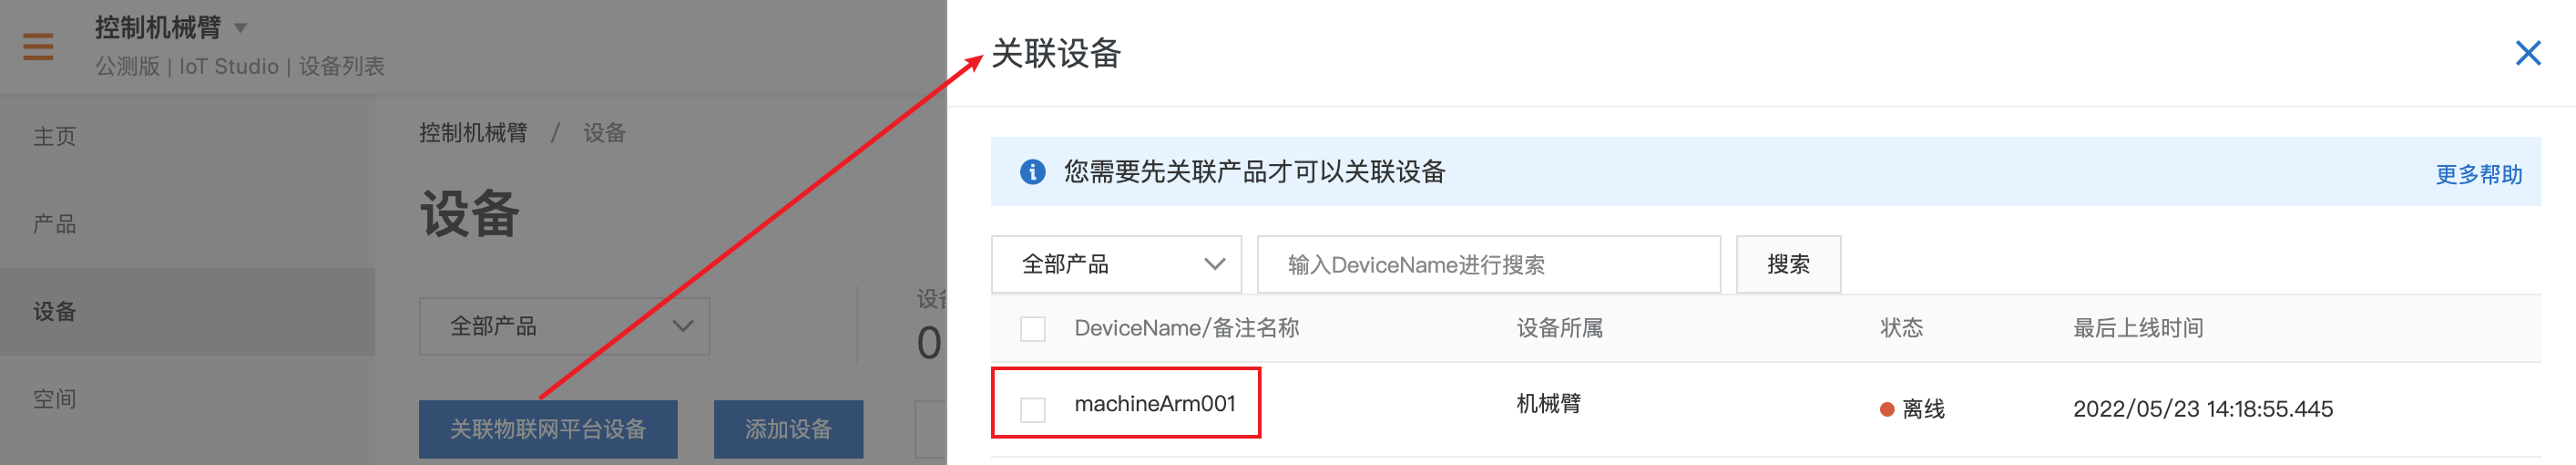 控制机械臂
公测版 | IoT Studio | 设备列表
主页
产品
设备
空间
控制机械臂 / 设备
设备
全部产品
0
关联物联网平台设备
添加设备
关联设备
您需要先关联产品才可以关联设备
更多帮助
全部产品
输入DeviceName进行搜索
搜索
DeviceName/备注名称 设备所属 状态 最后上线时间
machineArm001 机械臂 离线 2022/05/23 14:18:55.445